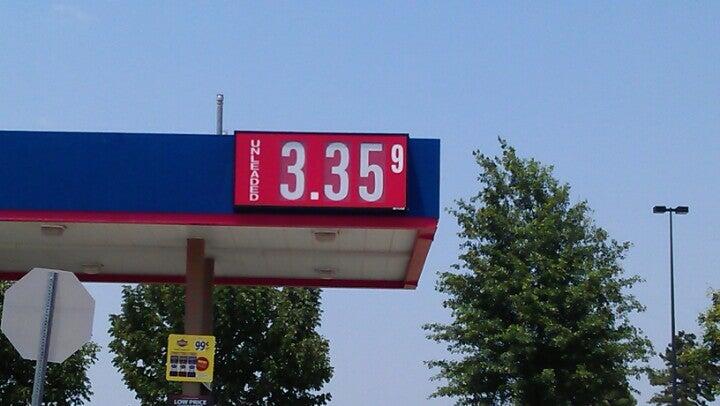 UNLEADED
3.35 9
99¢
LOW PRICE